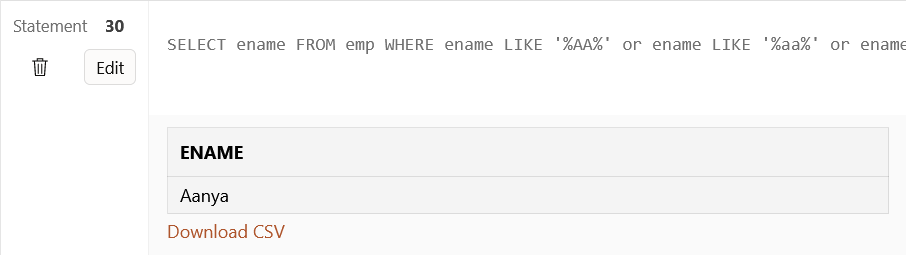 Statement 30
SELECT ename FROM emp WHERE ename LIKE '%AA%' or ename LIKE '%aa%' or ename
Edit
ENAME
Aanya
Download CSV